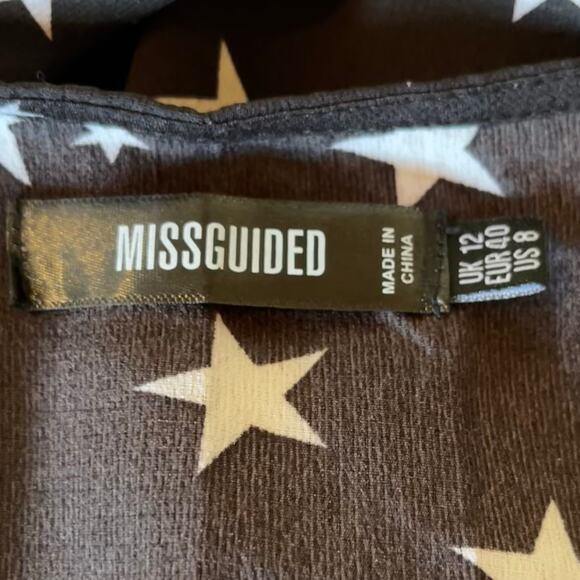 MISSGUIDED
MADE IN
CHINA
UK 12
EUR 40
US 8